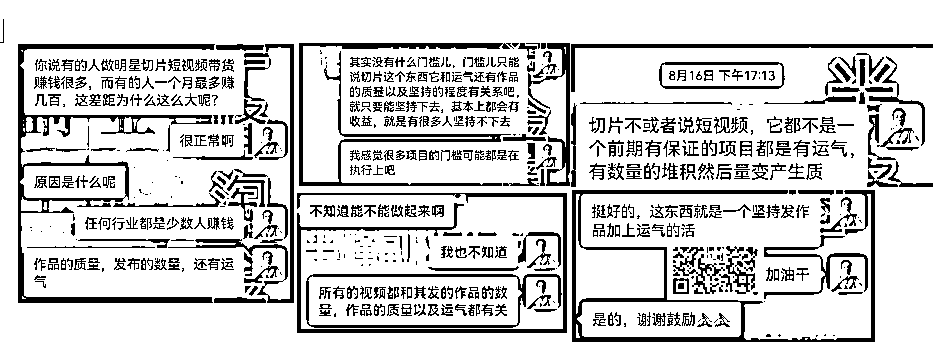 你说有的人做明星切片短视频带货
赚钱很多，而有的人一个月最多赚
几百，这差距为什么这么大呢？
很正常啊
原因是什么呢
任何行业都是少数人赚钱
作品的质量，发布的数量，还有运
气
其实没有什么门槛儿，门槛儿只能
说切片这个东西它和运气还有作品
的质量以及坚持的程度有关系吧，
就只要能坚持下去，基本上都会有
收益，就是有很多人坚持不下去
我感觉很多项目的门槛可能都是在
执行上吧
不知道能不能做起来啊
我也不知道
所有的视频都和其发的作品的数
量，作品的质量以及运气都有关
8月16日 下午17:13
切片不或者说短视频，它都不是一
个前期有保证的项目都是有运气，
有数量的堆积然后量变产生质
挺好的，这东西就是一个坚持发作
品加上运气的活
加油干
是的，谢谢鼓励